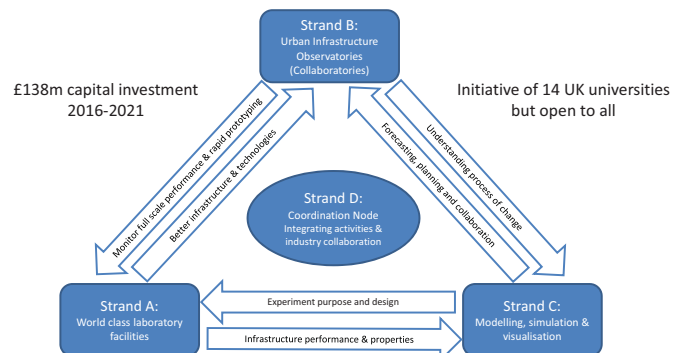 Strand B:
Urban Infrastructure
Observatories
(Collaboratories)
£138m capital investment
2016-2021
Initiative of 14 UK universities
but open to all
Monitor full scale performance & rapid prototyping
Better infrastructure & technologies
Forecasting, planning and collaboration
Understanding process of change
Strand D:
Coordination Node
Integrating activities &
industry collaboration
Strand A:
World class laboratory
facilities
Experiment purpose and design
Infrastructure performance & properties
Strand C:
Modelling, simulation &
visualisation